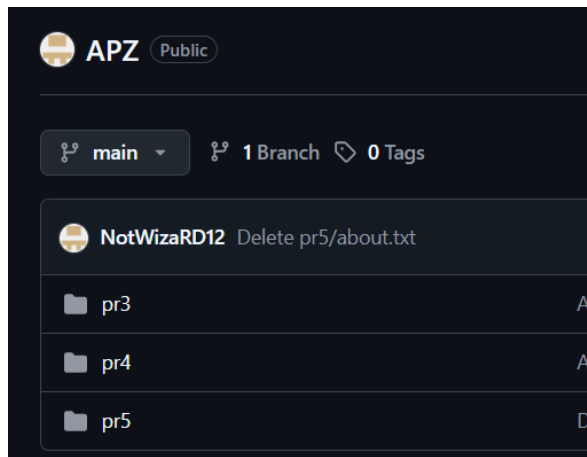 APZ Public
main 1 Branch 0 Tags
NotWizaRD12 Delete pr5/about.txt
pr3 A
pr4 A
pr5 D